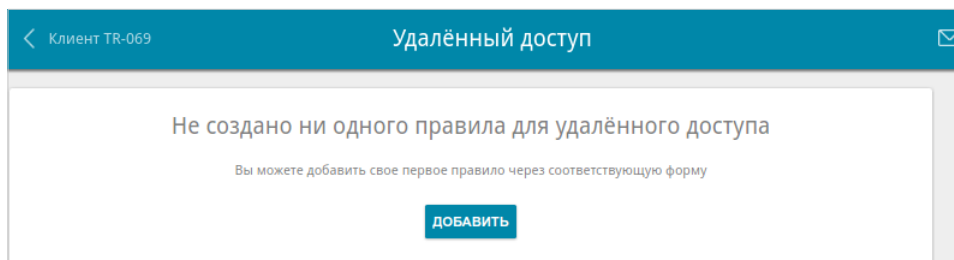 Клиент TR-069
Удалённый доступ
Не создано ни одного правила для удалённого доступа
Вы можете добавить свое первое правило через соответствующую форму
ДОБАВИТЬ